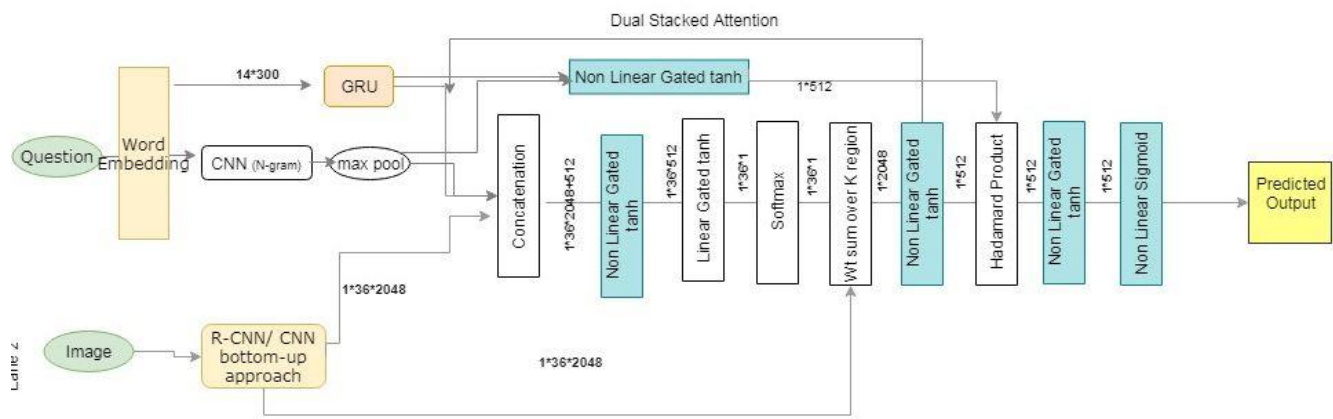 Dual Stacked Attention
14*300
GRU
Non Linear Gated tanh
1*512
Question
Word
Embedding
CNN (N-gram)
max pool
Concatenation
1*36*2048+512
Non Linear Gated
tanh
1*36*512
Linear Gated tanh
1*36*1
Softmax
1*36*1
Wt sum over K region
1*2048
Non Linear Gated
tanh
1*512
Hadamard Product
1*512
Non Linear Gated
tanh
1*512
Non Linear Sigmoid
Predicted
Output
1*36*2048
Image
R-CNN/ CNN
bottom-up
approach
1*36*2048